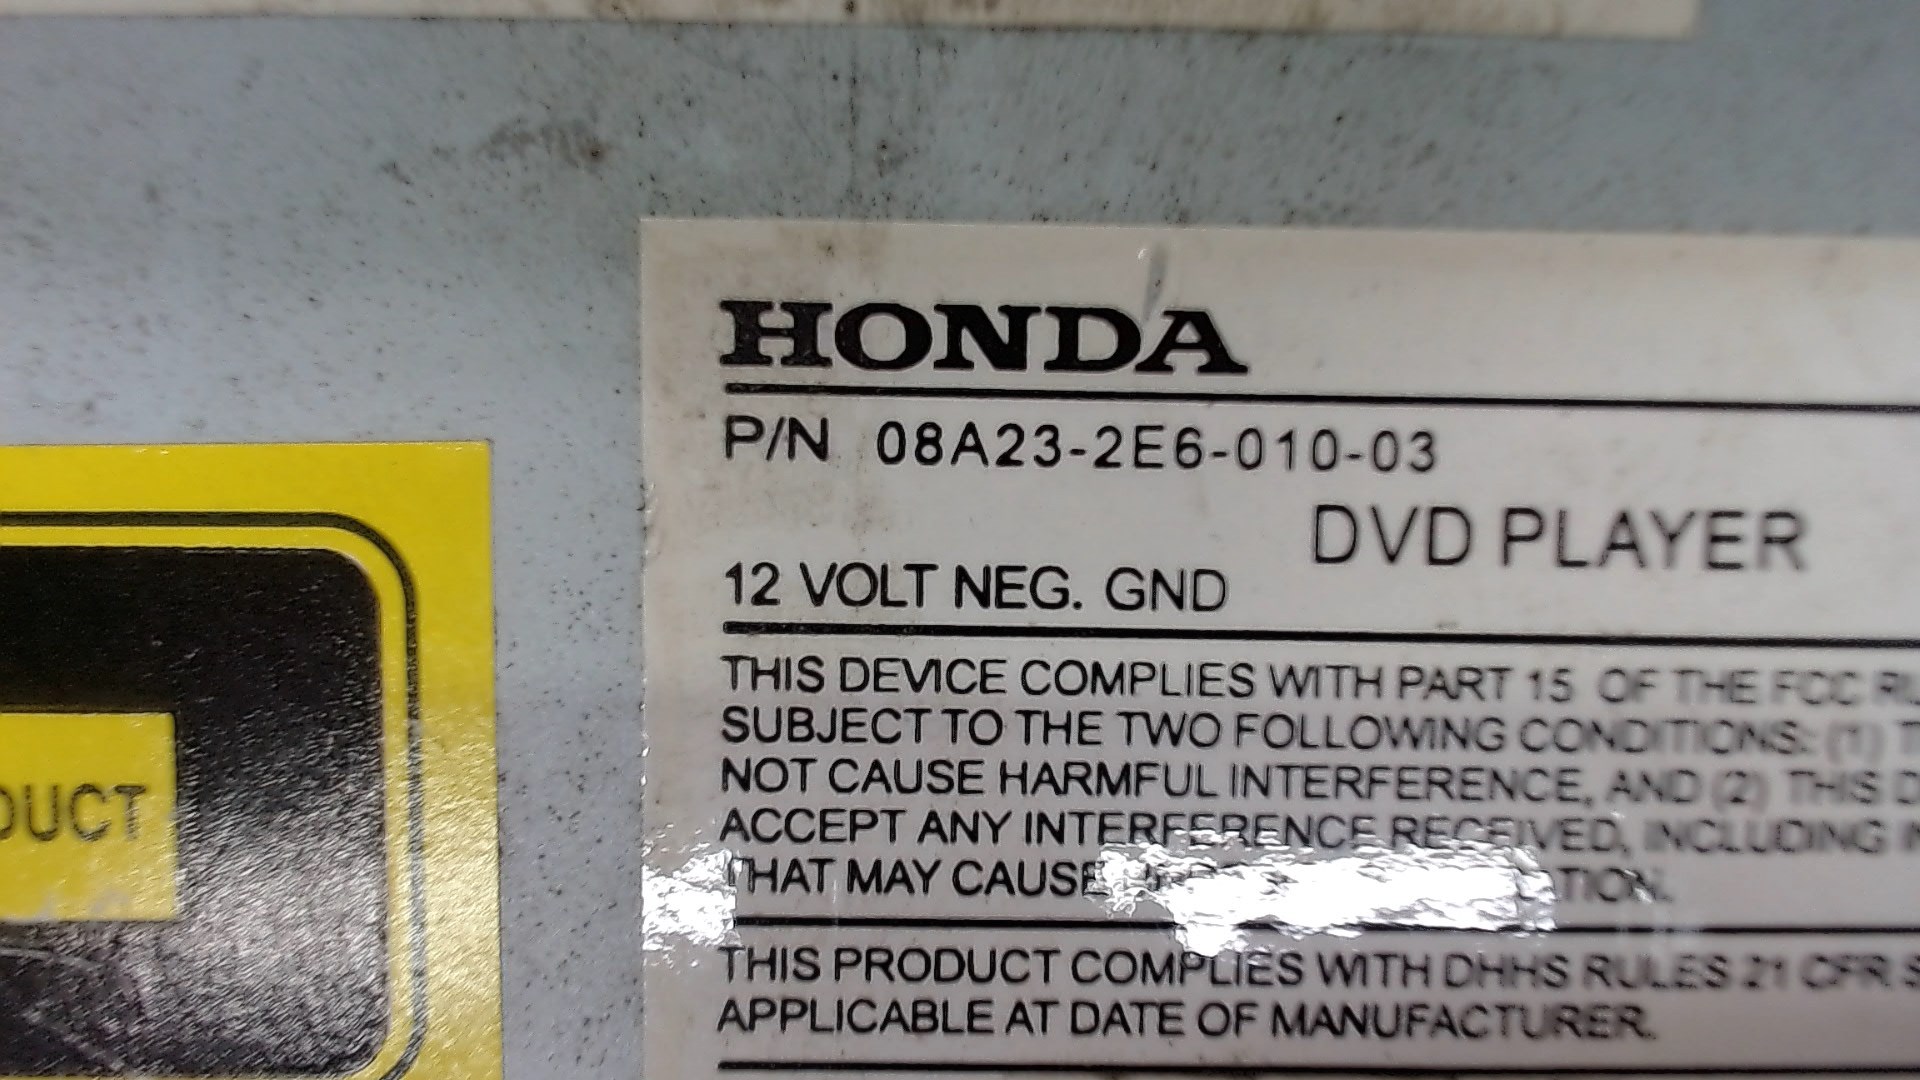 HONDA
P/N 08A23-2E6-010-03
DVD PLAYER
12 VOLT NEG. GND
THIS DEVICE COMPLIES WITH PART 15 OF THE FCC
SUBJECT TO THE TWO FOLLOWING CONDITIONS: (1)
NOT CAUSE HARMFUL INTERFERENCE, AND (2) THIS
ACCEPT ANY INTERFERENCE RECEIVED, INCLUDING
THAT MAY CAUSE
THIS PRODUCT COMPLIES WITH DHHS RULES 21 CFR
APPLICABLE AT DATE OF MANUFACTURER.
DUCT